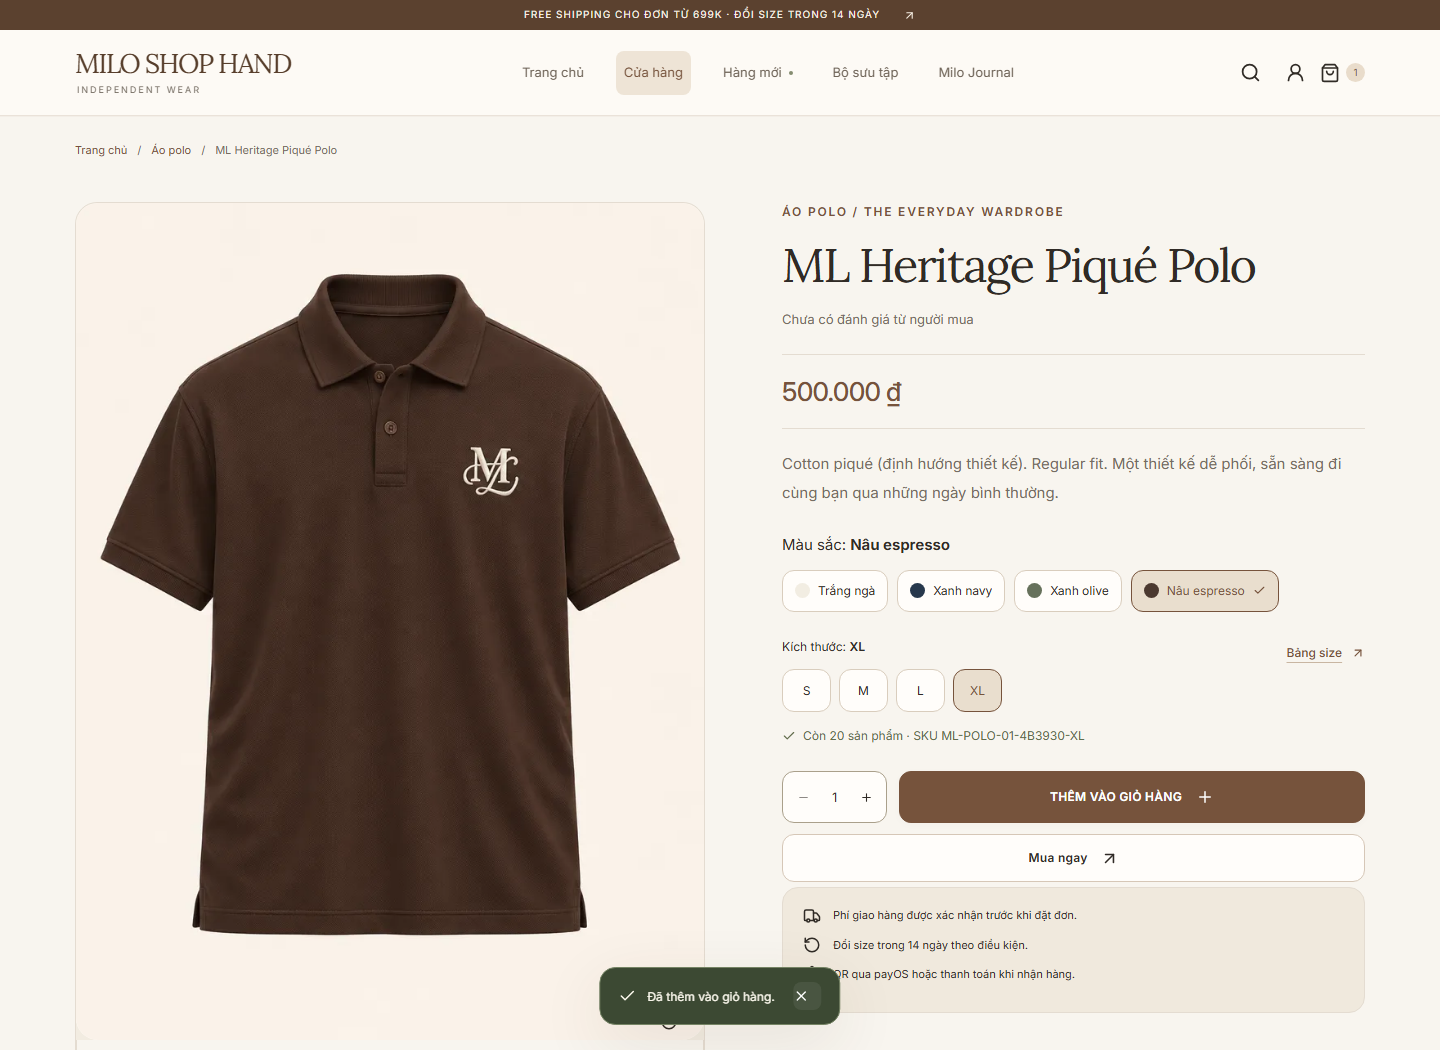 FREE SHIPPING CHO ĐƠN TỪ 699K · ĐỔI SIZE TRONG 14 NGÀY
MILO SHOP HAND
INDEPENDENT WEAR
Trang chủ
Cửa hàng
Hàng mới
Bộ sưu tập
Milo Journal
1
Trang chủ / Áo polo / ML Heritage Piqué Polo
ML
ÁO POLO / THE EVERYDAY WARDROBE
ML Heritage Piqué Polo
Chưa có đánh giá từ người mua
500.000 ₫
Cotton piqué (định hướng thiết kế). Regular fit. Một thiết kế dễ phối, sẵn sàng đi
cùng bạn qua những ngày bình thường.
Màu sắc: Nâu espresso
Trắng ngà
Xanh navy
Xanh olive
Nâu espresso
Kích thước: XL
Bảng size
S
M
L
XL
Còn 20 sản phẩm · SKU ML-POLO-01-4B3930-XL
− 1 +
THÊM VÀO GIỎ HÀNG
Mua ngay
Phí giao hàng được xác nhận trước khi đặt đơn.
Đổi size trong 14 ngày theo điều kiện.
QR qua payOS hoặc thanh toán khi nhận hàng.
Đã thêm vào giỏ hàng.